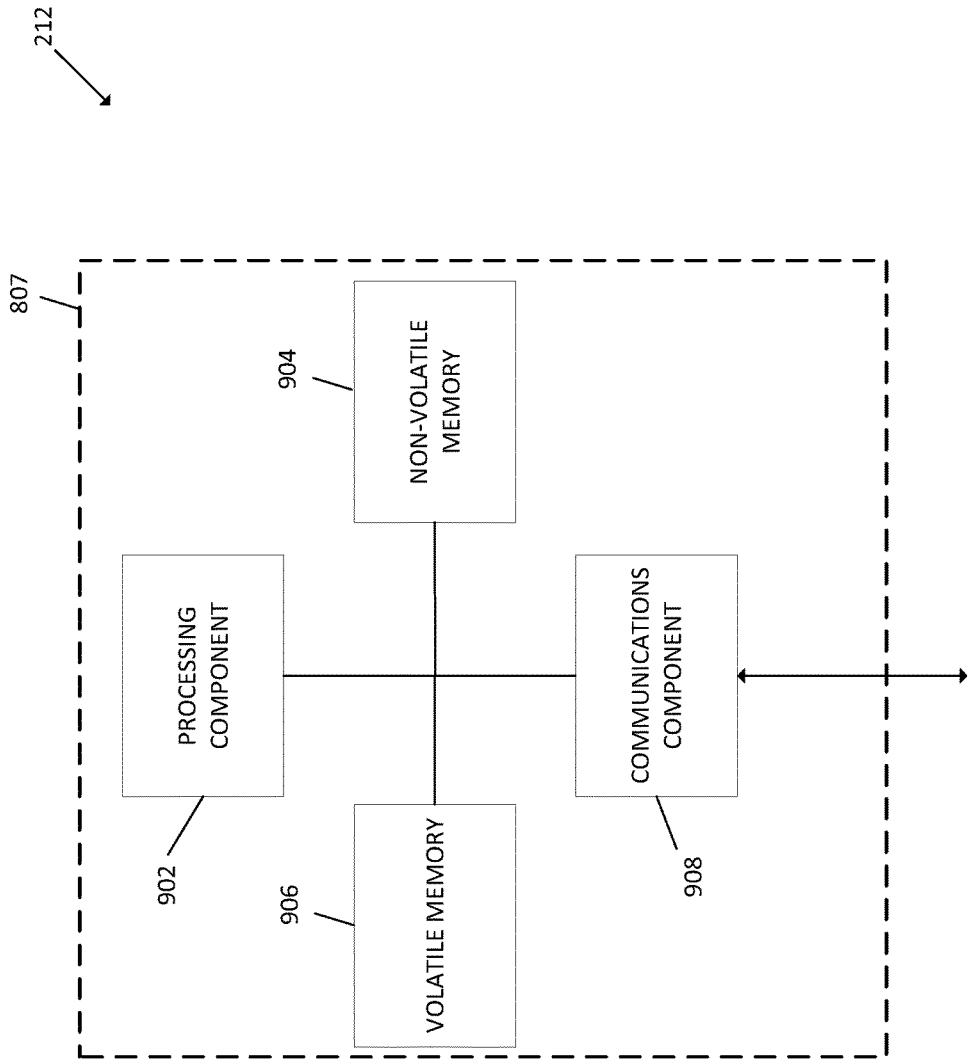 212
807
902
PROCESSING
COMPONENT
904
NON-VOLATILE
MEMORY
906
VOLATILE MEMORY
908
COMMUNICATIONS
COMPONENT